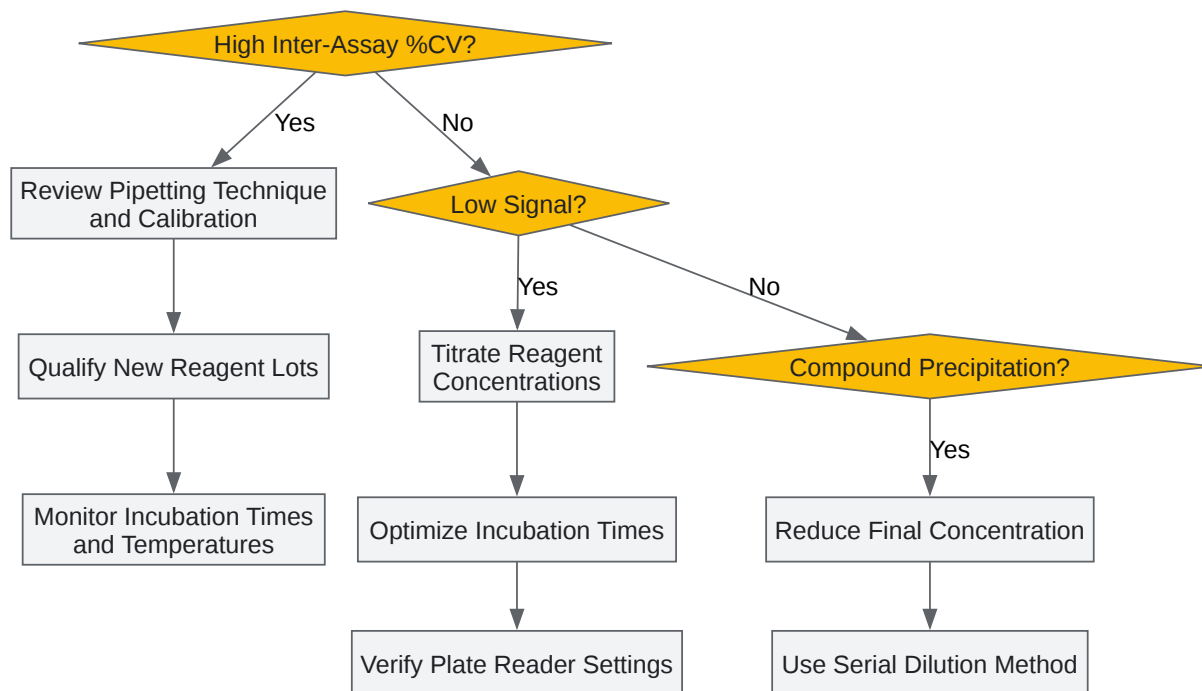 High Inter-Assay %CV?
Yes
No
Review Pipetting Technique
and Calibration
Low Signal?
Yes
No
Qualify New Reagent Lots
Titrate Reagent
Concentrations
Compound Precipitation?
Yes
Monitor Incubation Times
and Temperatures
Optimize Incubation Times
Reduce Final Concentration
Verify Plate Reader Settings
Use Serial Dilution Method